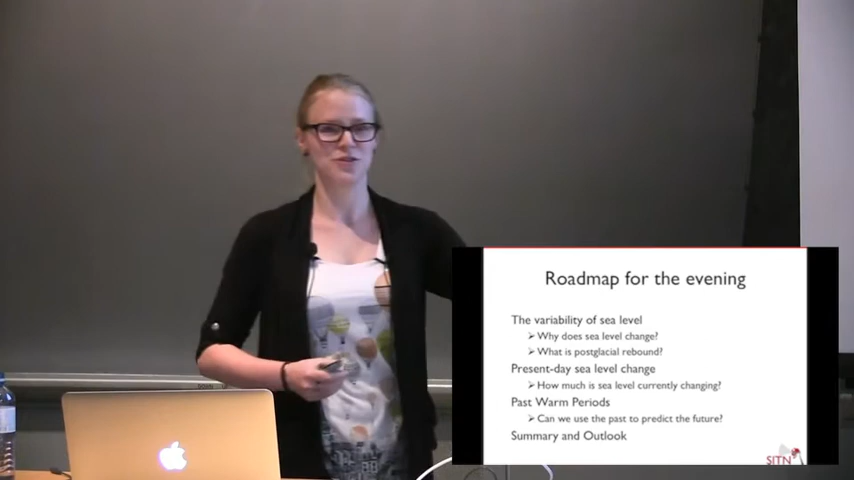 Roadmap for the evening
The variability of sea level
➢ Why does sea level change?
➢ What is postglacial rebound?
Present-day sea level change
➢ How much is sea level currently changing?
Past Warm Periods
➢ Can we use the past to predict the future?
Summary and Outlook
SITN